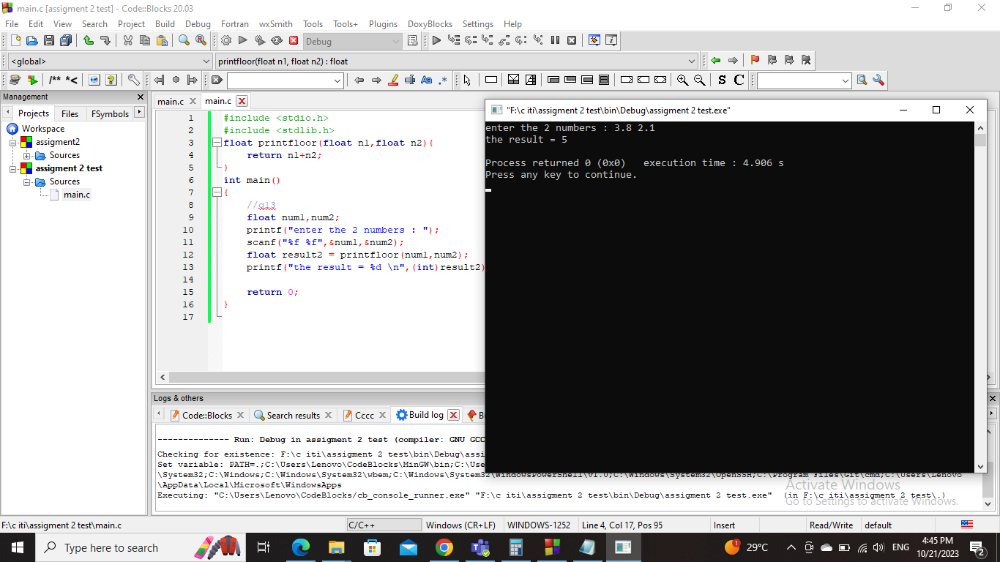 main.c [assigment 2 test] - Code::Blocks 20.03
File Edit View Search Project Build Debug Fortran wxSmith Tools Tools+ Plugins DoxyBlocks Settings Help
Debug
<global>
printfloor(float n1, float n2) : float
/** *<
Aa .*
S C
Management
Projects Files FSymbols
Workspace
assigment2
Sources
assigment 2 test
Sources
main.c
main.c main.c
1 #include <stdio.h>
2 #include <stdlib.h>
3 float printfloor(float n1,float n2){
4 return n1+n2;
5 }
6 int main()
7 {
8 //q13
9 float num1,num2;
10 printf("enter the 2 numbers : ");
11 scanf("%f %f",&num1,&num2);
12 float result2 = printfloor(num1,num2);
13 printf("the result = %d \n",(int)result2)
14
15 return 0;
16 }
17
"F:\c iti\assigment 2 test\bin\Debug\assigment 2 test.exe"
enter the 2 numbers : 3.8 2.1
the result = 5
Process returned 0 (0x0) execution time : 4.906 s
Press any key to continue.
Logs & others
Code::Blocks Search results Cccc Build log
-------------- Run: Debug in assigment 2 test (compiler: GNU GCC
Checking for existence: F:\c iti\assigment 2 test\bin\Debug\assi
Set variable: PATH=.;C:\Users\Lenovo\CodeBlocks\MinGW\bin;C:\Use
\System32;C:\Windows;C:\Windows\System32\wbem;C:\Windows\System32\WindowsPowerShell\v1.0;C:\Windows\System32\OpenSSH;C:\Program Files\Git\cmd;C:\Users\Lenovo
\AppData\Local\Microsoft\WindowsApps
Executing: "C:\Users\Lenovo\CodeBlocks/cb_console_runner.exe" "F:\c iti\assigment 2 test\bin\Debug\assigment 2 test.exe" (in F:\c iti\assigment 2 test\.)
Activate Windows
Go to Settings to activate Windows.
F:\c iti\assigment 2 test\main.c C/C++ Windows (CR+LF) WINDOWS-1252 Line 4, Col 17, Pos 95 Insert Read/Write default
Type here to search
29°C
ENG
4:45 PM
10/21/2023
2